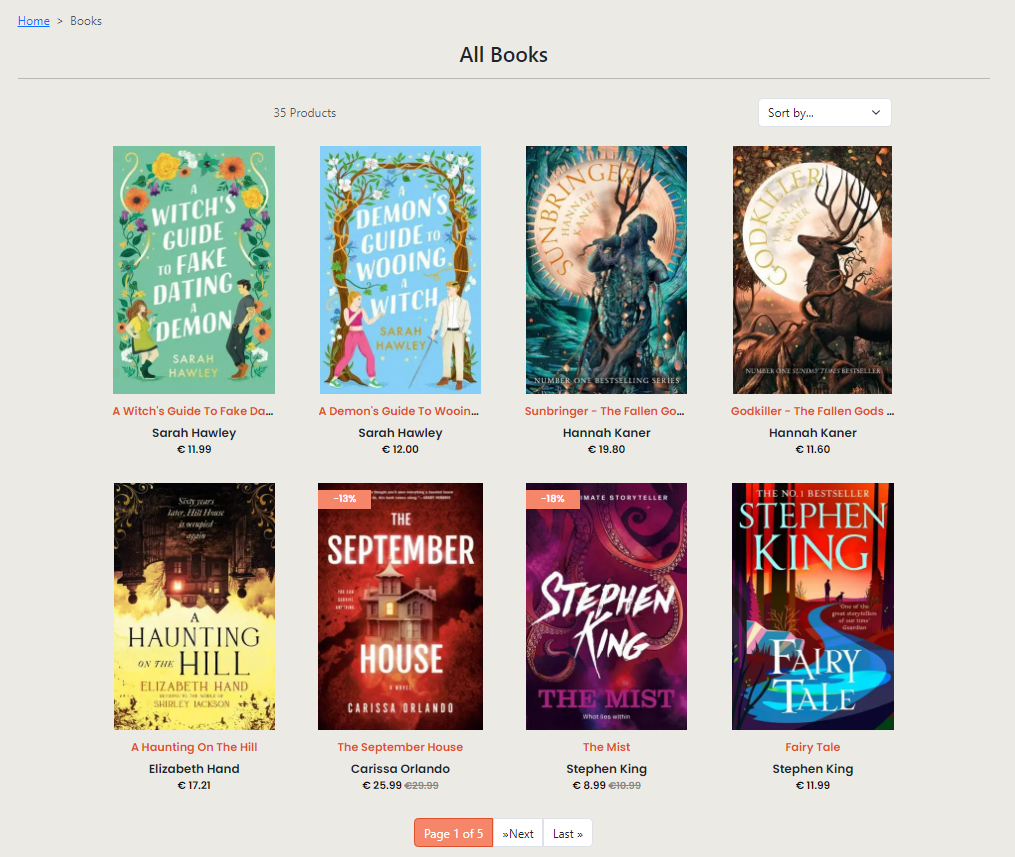 Home > Books
All Books
35 Products
Sort by...
A
WITCH'S
GUIDE
TO FAKE
DATING
A
DEMON
SARAH
HAWLEY
A
DEMON'S
GUIDE TO
WOOING
A
WITCH
SARAH
HAWLEY
SUNBRINGER
HANNAH
KANER
NUMBER ONE BESTSELLING SERIES
GODKILLER
HANNAH
KANER
NUMBER ONE SUNDAY TIMES BESTSELLER
A Witch's Guide To Fake Da...
Sarah Hawley
€ 11.99
A Demon's Guide To Wooin...
Sarah Hawley
€ 12.00
Sunbringer - The Fallen Go...
Hannah Kaner
€ 19.80
Godkiller - The Fallen Gods ...
Hannah Kaner
€ 11.60
Sixty years
later, Hill House
is occupied
again
A
HAUNTING
ON THE HILL
ELIZABETH HAND
RETURNS TO THE WORLD OF
SHIRLEY JACKSON
-13%
THE
SEPTEMBER
HOUSE
A NOVEL
CARISSA ORLANDO
-18%
IMATE STORYTELLER
STEPHEN
KING
THE MIST
What lies within
THE NO.1 BESTSELLER
STEPHEN
KING
One of the
great storytellers
of our time'
Guardian
FAIRY
TALE
A Haunting On The Hill
Elizabeth Hand
€ 17.21
The September House
Carissa Orlando
€ 25.99 €29.99
The Mist
Stephen King
€ 8.99 €10.99
Fairy Tale
Stephen King
€ 11.99
Page 1 of 5
»Next
Last »